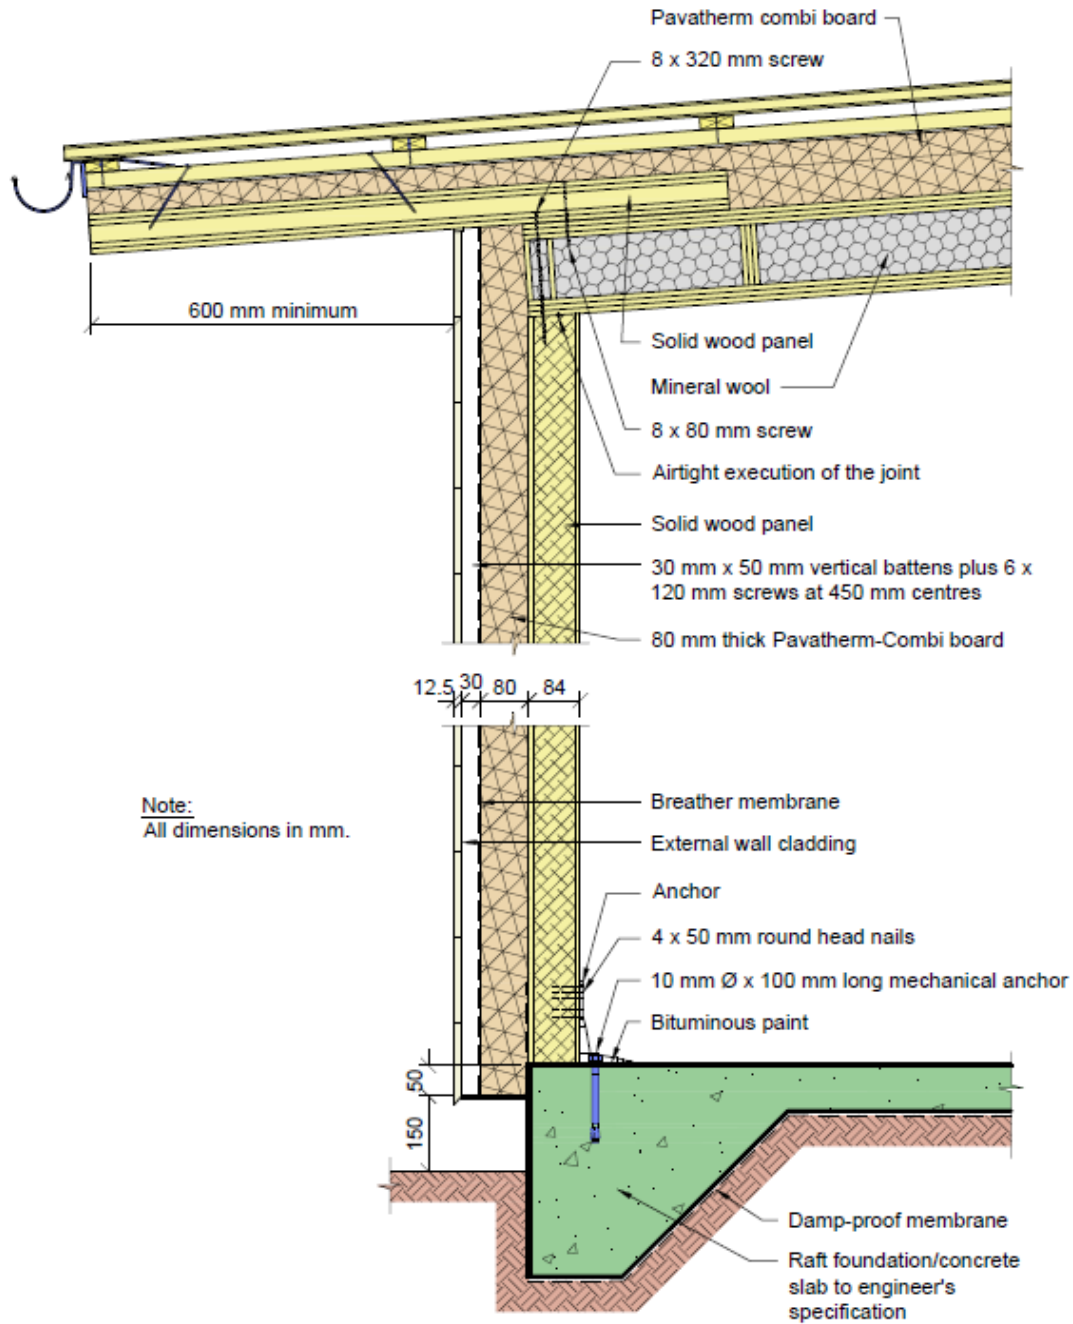 Pavatherm combi board
8 x 320 mm screw
600 mm minimum
Solid wood panel
Mineral wool
8 x 80 mm screw
Airtight execution of the joint
Solid wood panel
30 mm x 50 mm vertical battens plus 6 x
120 mm screws at 450 mm centres
80 mm thick Pavatherm-Combi board
12.5 30 80 84
Note:
All dimensions in mm.
Breather membrane
External wall cladding
Anchor
4 x 50 mm round head nails
10 mm Ø x 100 mm long mechanical anchor
Bituminous paint
50
150
Damp-proof membrane
Raft foundation/concrete
slab to engineer's
specification